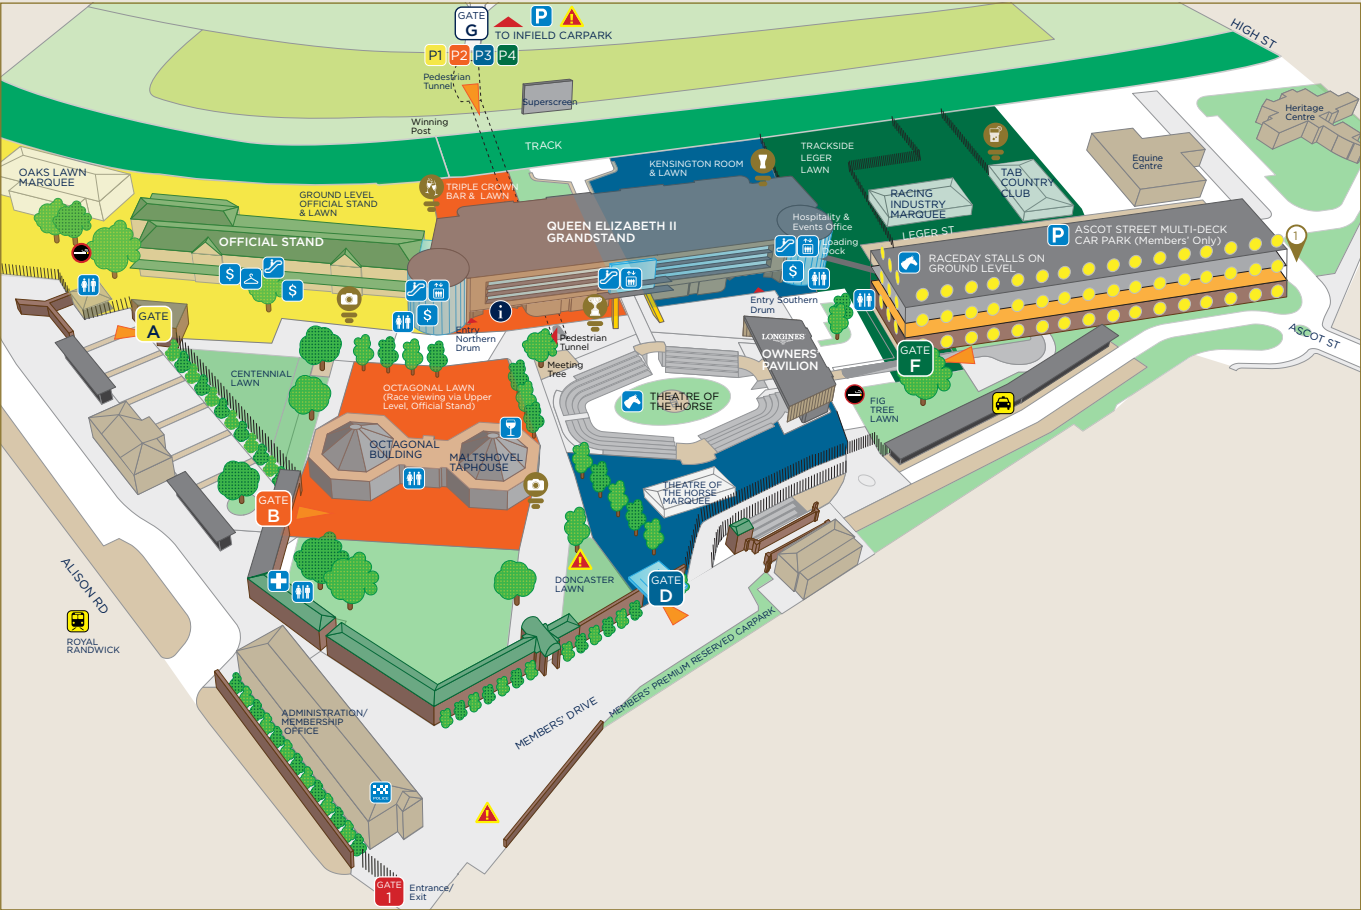 GATE
G
P
TO INFIELD CARPARK
P1 P2 P3 P4
Pedestrian
Tunnel
Superscreen
Winning
Post
TRACK
HIGH ST
Heritage
Centre
Equine
Centre
OAKS LAWN
MARQUEE
GROUND LEVEL
OFFICIAL STAND
& LAWN
TRIPLE CROWN
BAR & LAWN
KENSINGTON ROOM
& LAWN
TRACKSIDE
LEGER
LAWN
TAB
COUNTRY
CLUB
RACING
INDUSTRY
MARQUEE
LEGER ST
OFFICIAL STAND
QUEEN ELIZABETH II
GRANDSTAND
Hospitality &
Events Office
Loading
Dock
P
ASCOT STREET MULTI-DECK
CAR PARK (Members' Only)
RACEDAY STALLS ON
GROUND LEVEL
1
ASCOT ST
$
$
$
$
i
Entry Southern
Drum
Entry
Northern
Drum
Pedestrian
Tunnel
Meeting
Tree
GATE
A
LONGINES
OWNERS'
PAVILION
GATE
F
CENTENNIAL
LAWN
OCTAGONAL LAWN
(Race viewing via Upper
Level, Official Stand)
THEATRE OF
THE HORSE
FIG
TREE
LAWN
OCTAGONAL
BUILDING
MALTSHOVEL
TAPHOUSE
THEATRE OF
THE HORSE
MARQUEE
GATE
B
DONCASTER
LAWN
GATE
D
ALISON RD
ROYAL
RANDWICK
MEMBERS' PREMIUM RESERVED CARPARK
MEMBERS' DRIVE
ADMINISTRATION/
MEMBERSHIP
OFFICE
POLICE
GATE
1
Entrance/
Exit